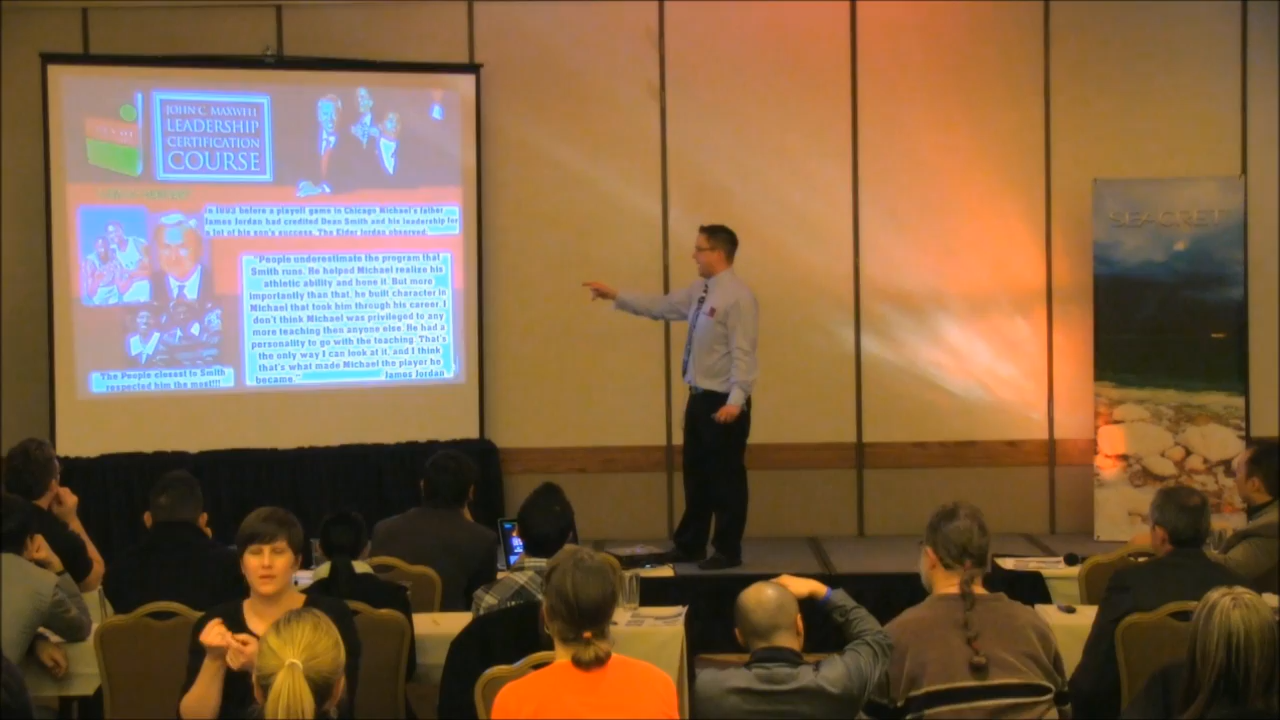 JOHN C. MAXWELL
LEADERSHIP
CERTIFICATION
COURSE
In 1993 before a playoff game in Chicago Michael's father
James Jordan had credited Dean Smith and his leadership for
a lot of his son's success. The Elder Jordan observed.
"People underestimate the program that
Smith runs. He helped Michael realize his
athletic ability and hone it. But more
importantly than that, he built character in
Michael that took him through his career. I
don't think Michael was privileged to any
more teaching then anyone else. He had a
personality to go with the teaching. That's
the only way I can look at it, and I think
that's what made Michael the player he
became."
James Jordan
The People closest to Smith
respected him the most!!!
SEACRET